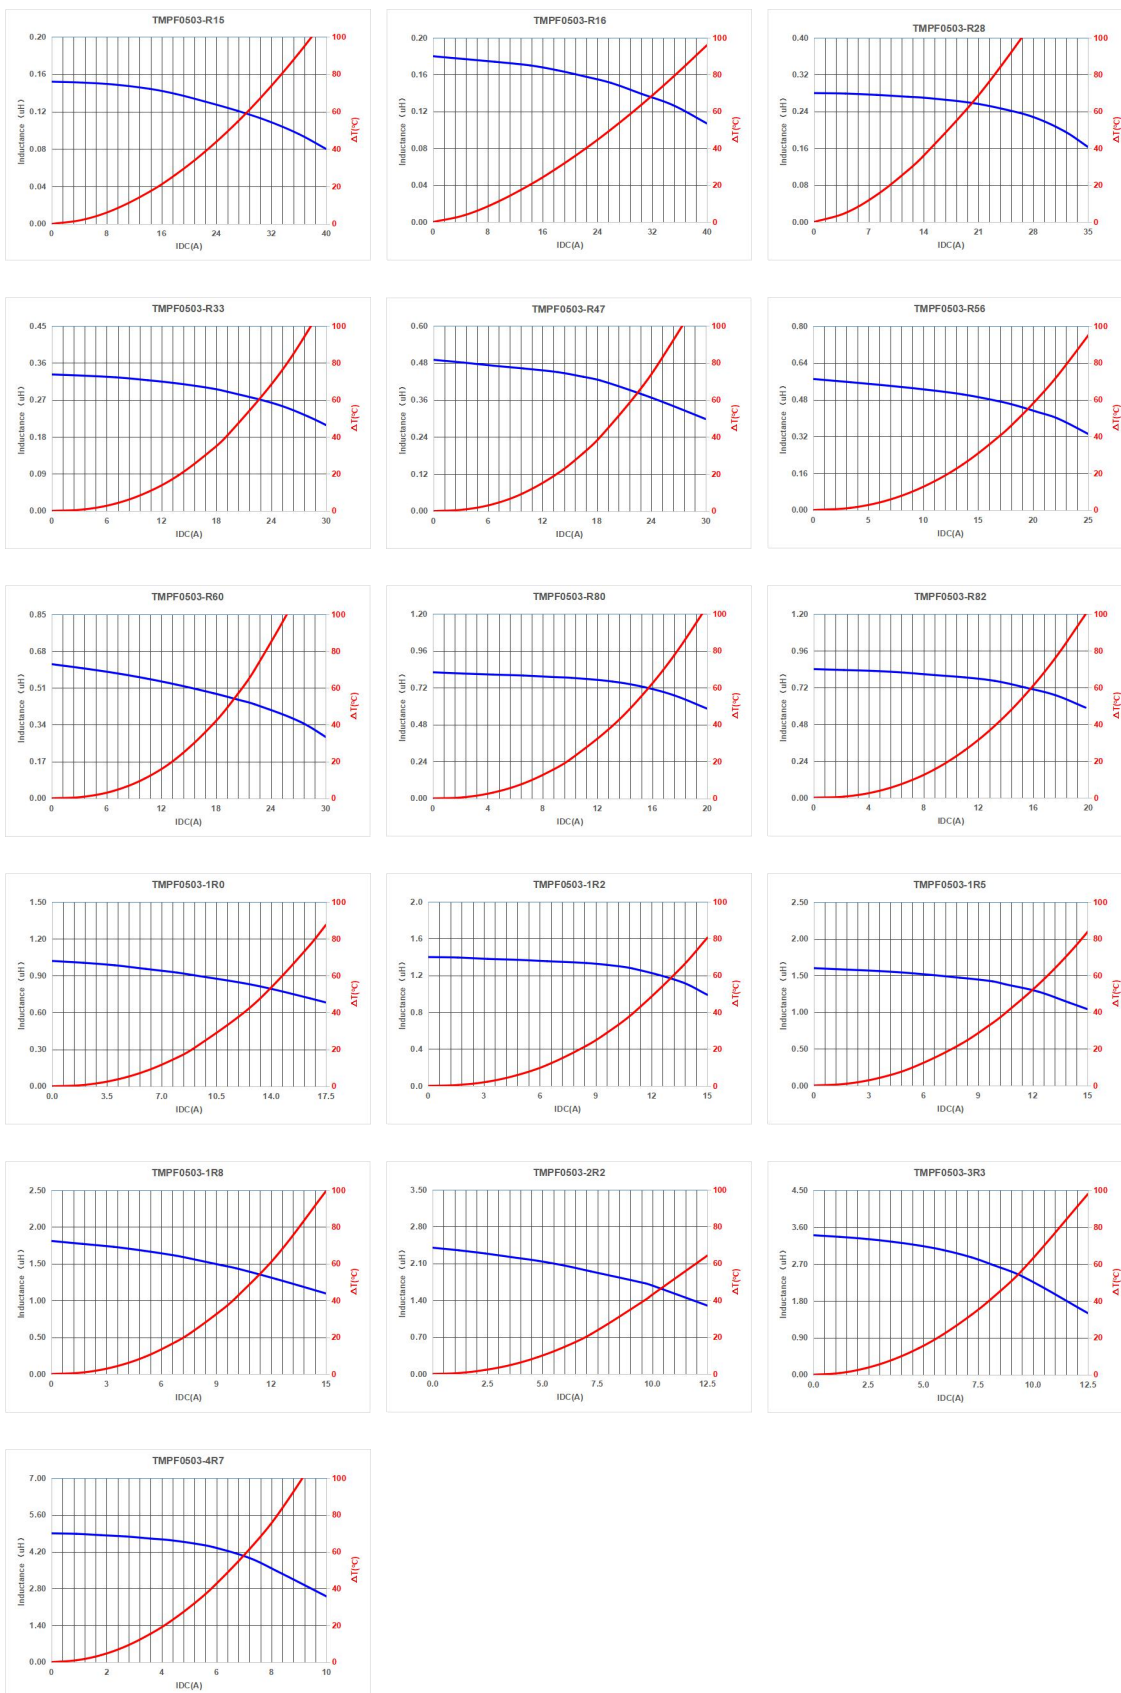 TMPF0503-R15
0.20
0.16
0.12
0.08
0.04
0.00
Inductance（uH）
100
80
60
40
20
0
ΔT(℃)
0 8 16 24 32 40
IDC(A)
TMPF0503-R16
0.20
0.16
0.12
0.08
0.04
0.00
Inductance（uH）
100
80
60
40
20
0
ΔT(℃)
0 8 16 24 32 40
IDC(A)
TMPF0503-R28
0.40
0.32
0.24
0.16
0.08
0.00
Inductance（uH）
100
80
60
40
20
0
ΔT(℃)
0 7 14 21 28 35
IDC(A)
TMPF0503-R33
0.45
0.36
0.27
0.18
0.09
0.00
Inductance（uH）
100
80
60
40
20
0
ΔT(℃)
0 6 12 18 24 30
IDC(A)
TMPF0503-R47
0.60
0.48
0.36
0.24
0.12
0.00
Inductance（uH）
100
80
60
40
20
0
ΔT(℃)
0 6 12 18 24 30
IDC(A)
TMPF0503-R56
0.80
0.64
0.48
0.32
0.16
0.00
Inductance（uH）
100
80
60
40
20
0
ΔT(℃)
0 5 10 15 20 25
IDC(A)
TMPF0503-R60
0.85
0.68
0.51
0.34
0.17
0.00
Inductance（uH）
100
80
60
40
20
0
ΔT(℃)
0 6 12 18 24 30
IDC(A)
TMPF0503-R80
1.20
0.96
0.72
0.48
0.24
0.00
Inductance（uH）
100
80
60
40
20
0
ΔT(℃)
0 4 8 12 16 20
IDC(A)
TMPF0503-R82
1.20
0.96
0.72
0.48
0.24
0.00
Inductance（uH）
100
80
60
40
20
0
ΔT(℃)
0 4 8 12 16 20
IDC(A)
TMPF0503-1R0
1.50
1.20
0.90
0.60
0.30
0.00
Inductance（uH）
100
80
60
40
20
0
ΔT(℃)
0.0 3.5 7.0 10.5 14.0 17.5
IDC(A)
TMPF0503-1R2
2.0
1.6
1.2
0.8
0.4
0.0
Inductance（uH）
100
80
60
40
20
0
ΔT(℃)
0 3 6 9 12 15
IDC(A)
TMPF0503-1R5
2.50
2.00
1.50
1.00
0.50
0.00
Inductance（uH）
100
80
60
40
20
0
ΔT(℃)
0 3 6 9 12 15
IDC(A)
TMPF0503-1R8
2.50
2.00
1.50
1.00
0.50
0.00
Inductance（uH）
100
80
60
40
20
0
ΔT(℃)
0 3 6 9 12 15
IDC(A)
TMPF0503-2R2
3.50
2.80
2.10
1.40
0.70
0.00
Inductance（uH）
100
80
60
40
20
0
ΔT(℃)
0.0 2.5 5.0 7.5 10.0 12.5
IDC(A)
TMPF0503-3R3
4.50
3.60
2.70
1.80
0.90
0.00
Inductance（uH）
100
80
60
40
20
0
ΔT(℃)
0.0 2.5 5.0 7.5 10.0 12.5
IDC(A)
TMPF0503-4R7
7.00
5.60
4.20
2.80
1.40
0.00
Inductance（uH）
100
80
60
40
20
0
ΔT(℃)
0 2 4 6 8 10
IDC(A)